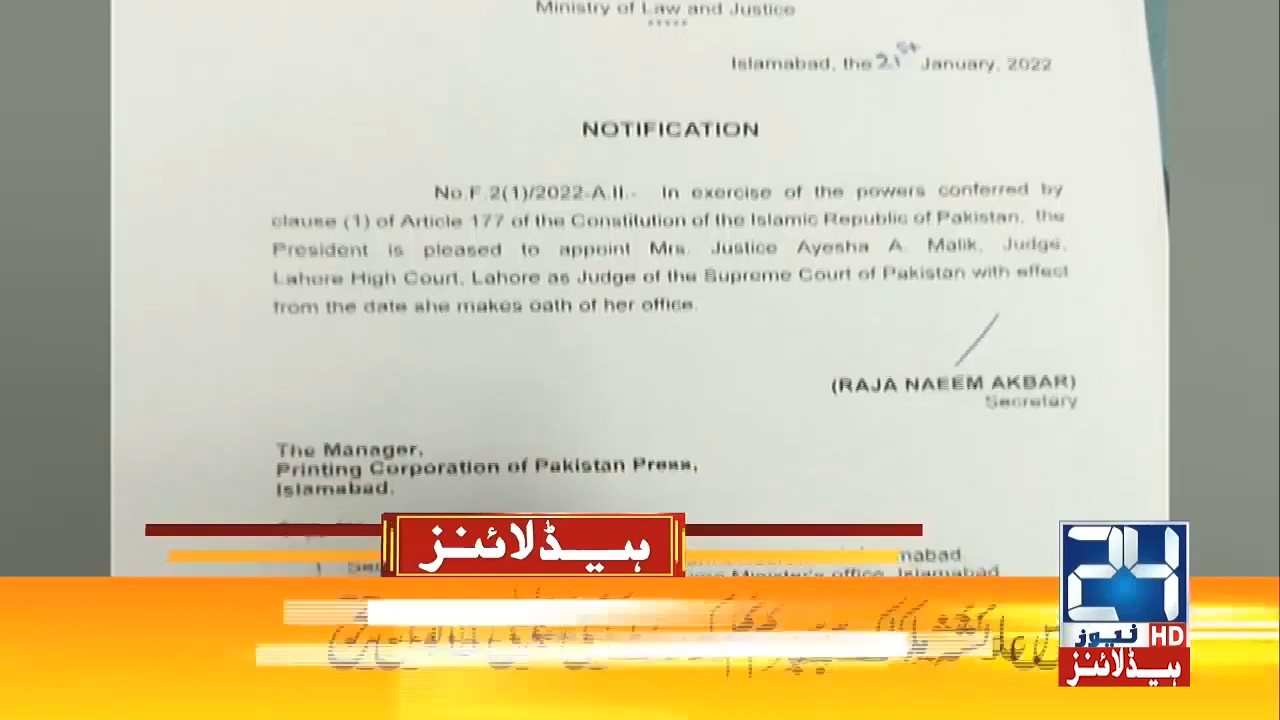 Ministry of Law and Justice
*****
Islamabad, the 21st January, 2022
NOTIFICATION
No.F.2(1)/2022-A.II.- In exercise of the powers conferred by
clause (1) of Article 177 of the Constitution of the Islamic Republic of Pakistan, the
President is pleased to appoint Mrs. Justice Ayesha A. Malik, Judge,
Lahore High Court, Lahore as Judge of the Supreme Court of Pakistan with effect
from the date she makes oath of her office.
(RAJA NAEEM AKBAR)
Secretary
The Manager,
Printing Corporation of Pakistan Press,
Islamabad.
Minister's office, Islamabad
ہیڈلائنز
24
نیوز HD
ہیڈلائنز